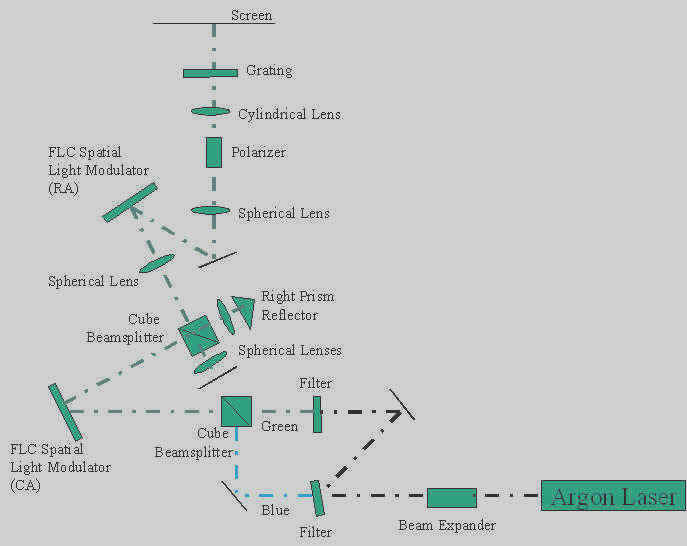 Screen
Grating
Cylindrical Lens
FLC Spatial
Light Modulator
(RA)
Polarizer
Spherical Lens
Spherical Lens
Right Prism
Reflector
Cube
Beamsplitter
Spherical Lenses
Filter
Green
Cube
Beamsplitter
FLC Spatial
Light Modulator
(CA)
Argon Laser
Blue
Beam Expander
Filter